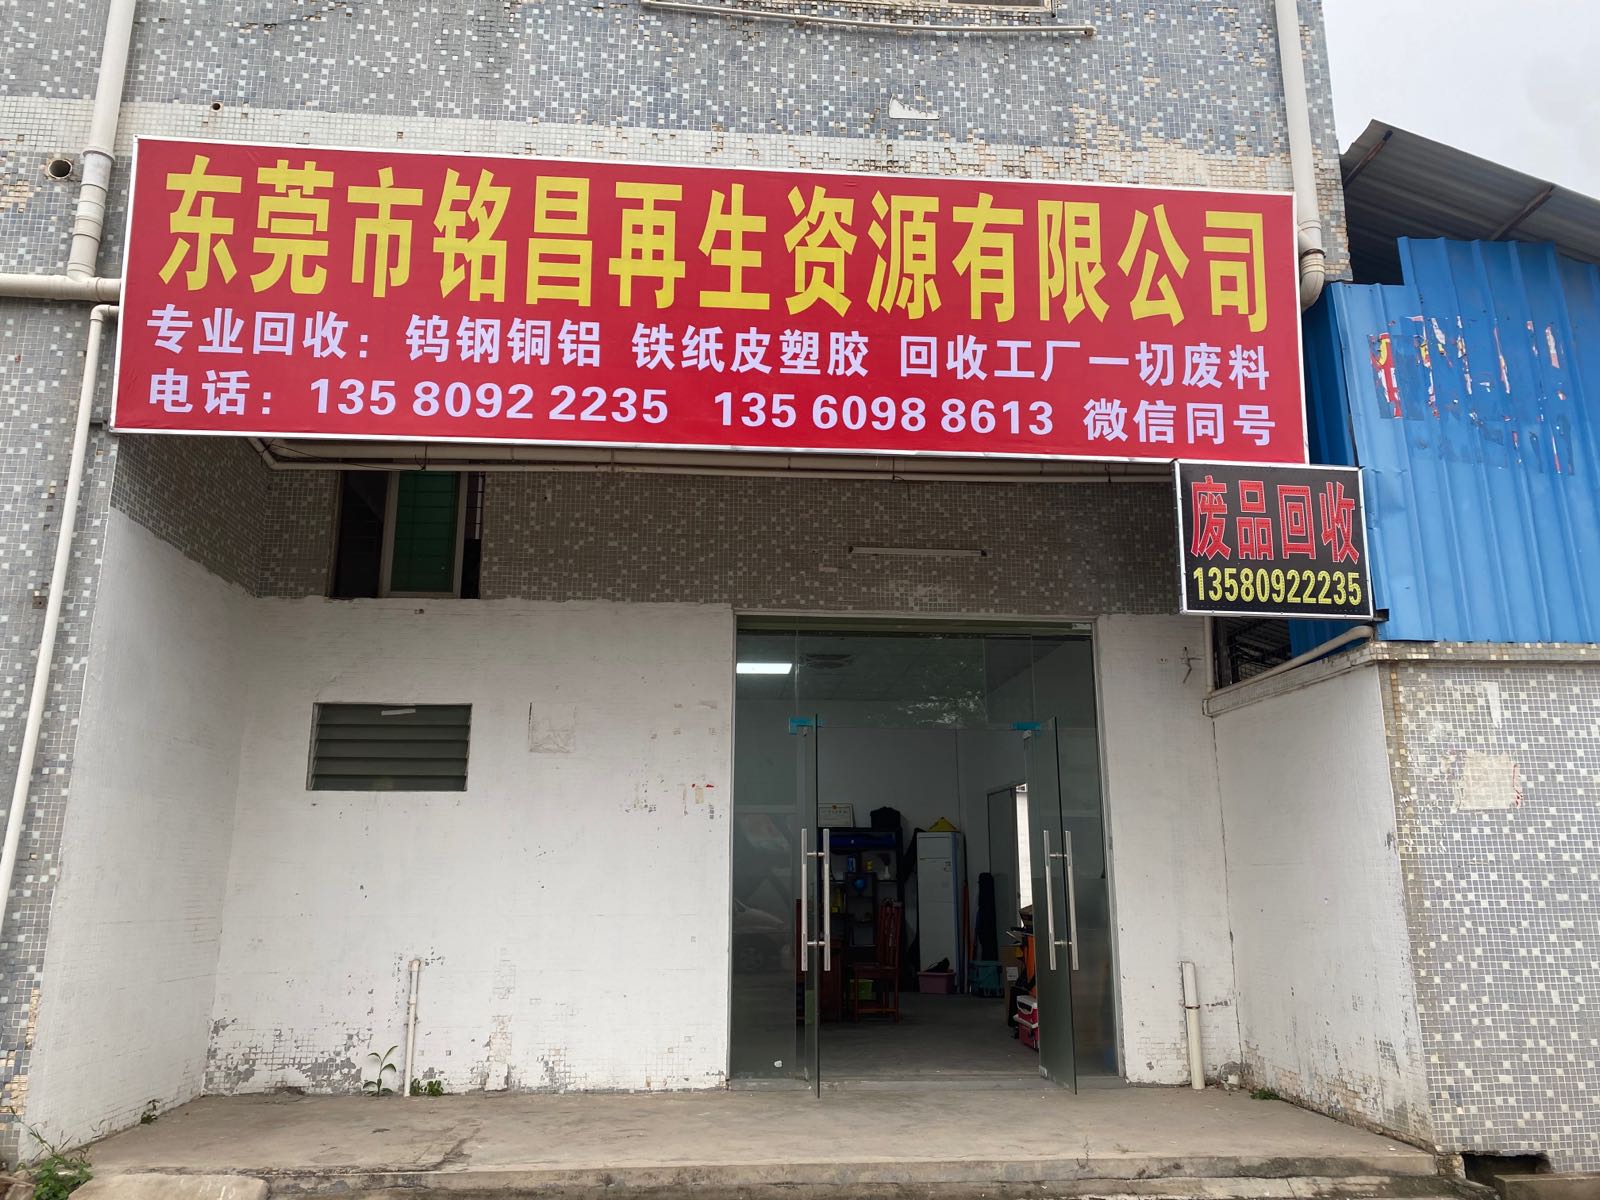 东莞市铭昌再生资源有限公司
专业回收：钨钢铜铝 铁纸皮塑胶 回收工厂一切废料
电话：135 8092 2235 135 6098 8613 微信同号
废品回收
13580922235